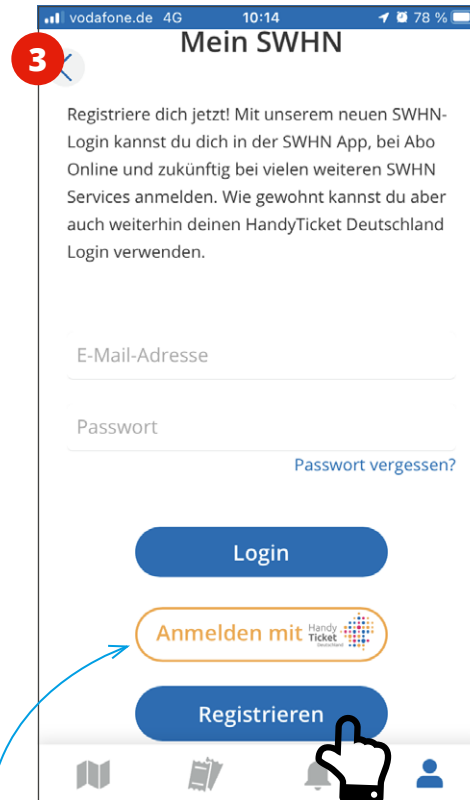 vodafone.de 4G 10:14 78 %
Mein SWHN
3
Registriere dich jetzt! Mit unserem neuen SWHN-
Login kannst du dich in der SWHN App, bei Abo
Online und zukünftig bei vielen weiteren SWHN
Services anmelden. Wie gewohnt kannst du aber
auch weiterhin deinen HandyTicket Deutschland
Login verwenden.
E-Mail-Adresse
Passwort
Passwort vergessen?
Login
Anmelden mit Handy
Ticket
Deutschland
Registrieren